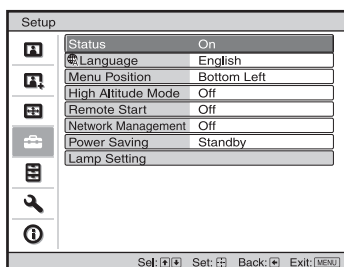 Setup
Status On
Language English
Menu Position Bottom Left
High Altitude Mode Off
Remote Start Off
Network Management Off
Power Saving Standby
Lamp Setting
Sel: Set: Back: Exit: MENU